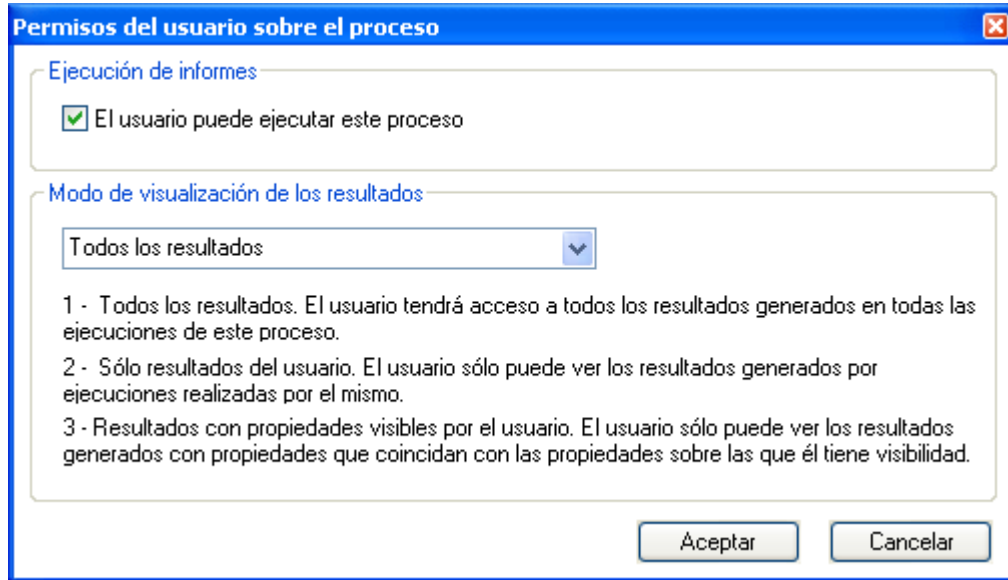 Permisos del usuario sobre el proceso
Ejecución de informes
El usuario puede ejecutar este proceso
Modo de visualización de los resultados
Todos los resultados
1 - Todos los resultados. El usuario tendrá acceso a todos los resultados generados en todas las
ejecuciones de este proceso.
2 - Sólo resultados del usuario. El usuario sólo puede ver los resultados generados por
ejecuciones realizadas por el mismo.
3 - Resultados con propiedades visibles por el usuario. El usuario sólo puede ver los resultados
generados con propiedades que coincidan con las propiedades sobre las que él tiene visibilidad.
Aceptar
Cancelar